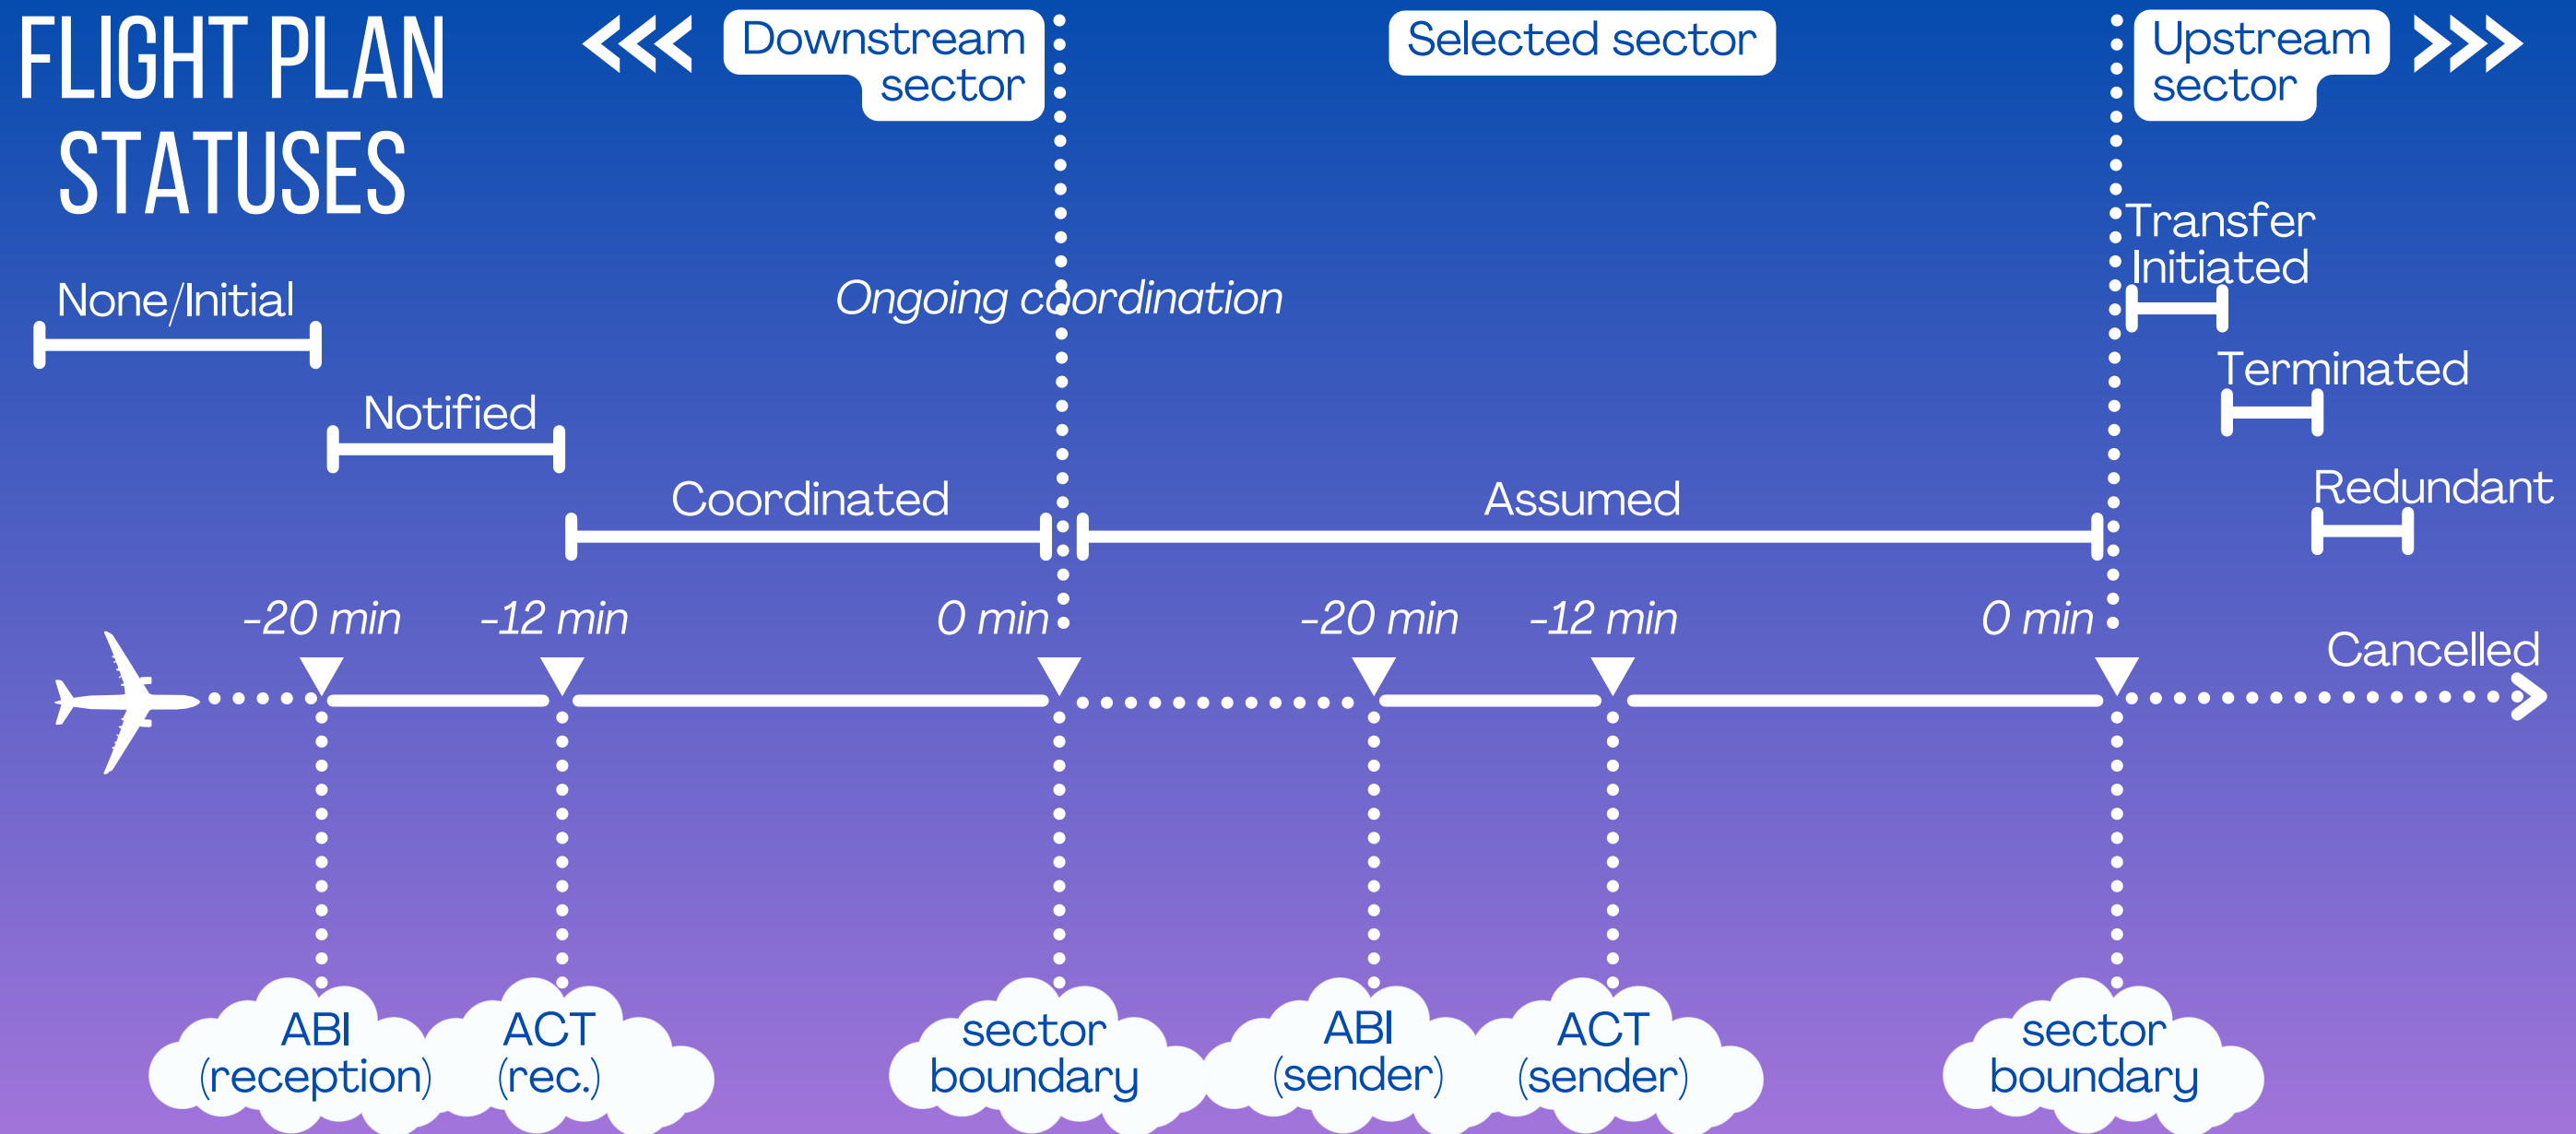 FLIGHT PLAN
STATUSES
Downstream
sector
Selected sector
Upstream
sector
Transfer
Initiated
None/Initial
Ongoing coordination
Terminated
Notified
Redundant
Coordinated
Assumed
-20 min
-12 min
0 min
-20 min
-12 min
0 min
Cancelled
ABI
(reception)
ACT
(rec.)
sector
boundary
ABI
(sender)
ACT
(sender)
sector
boundary